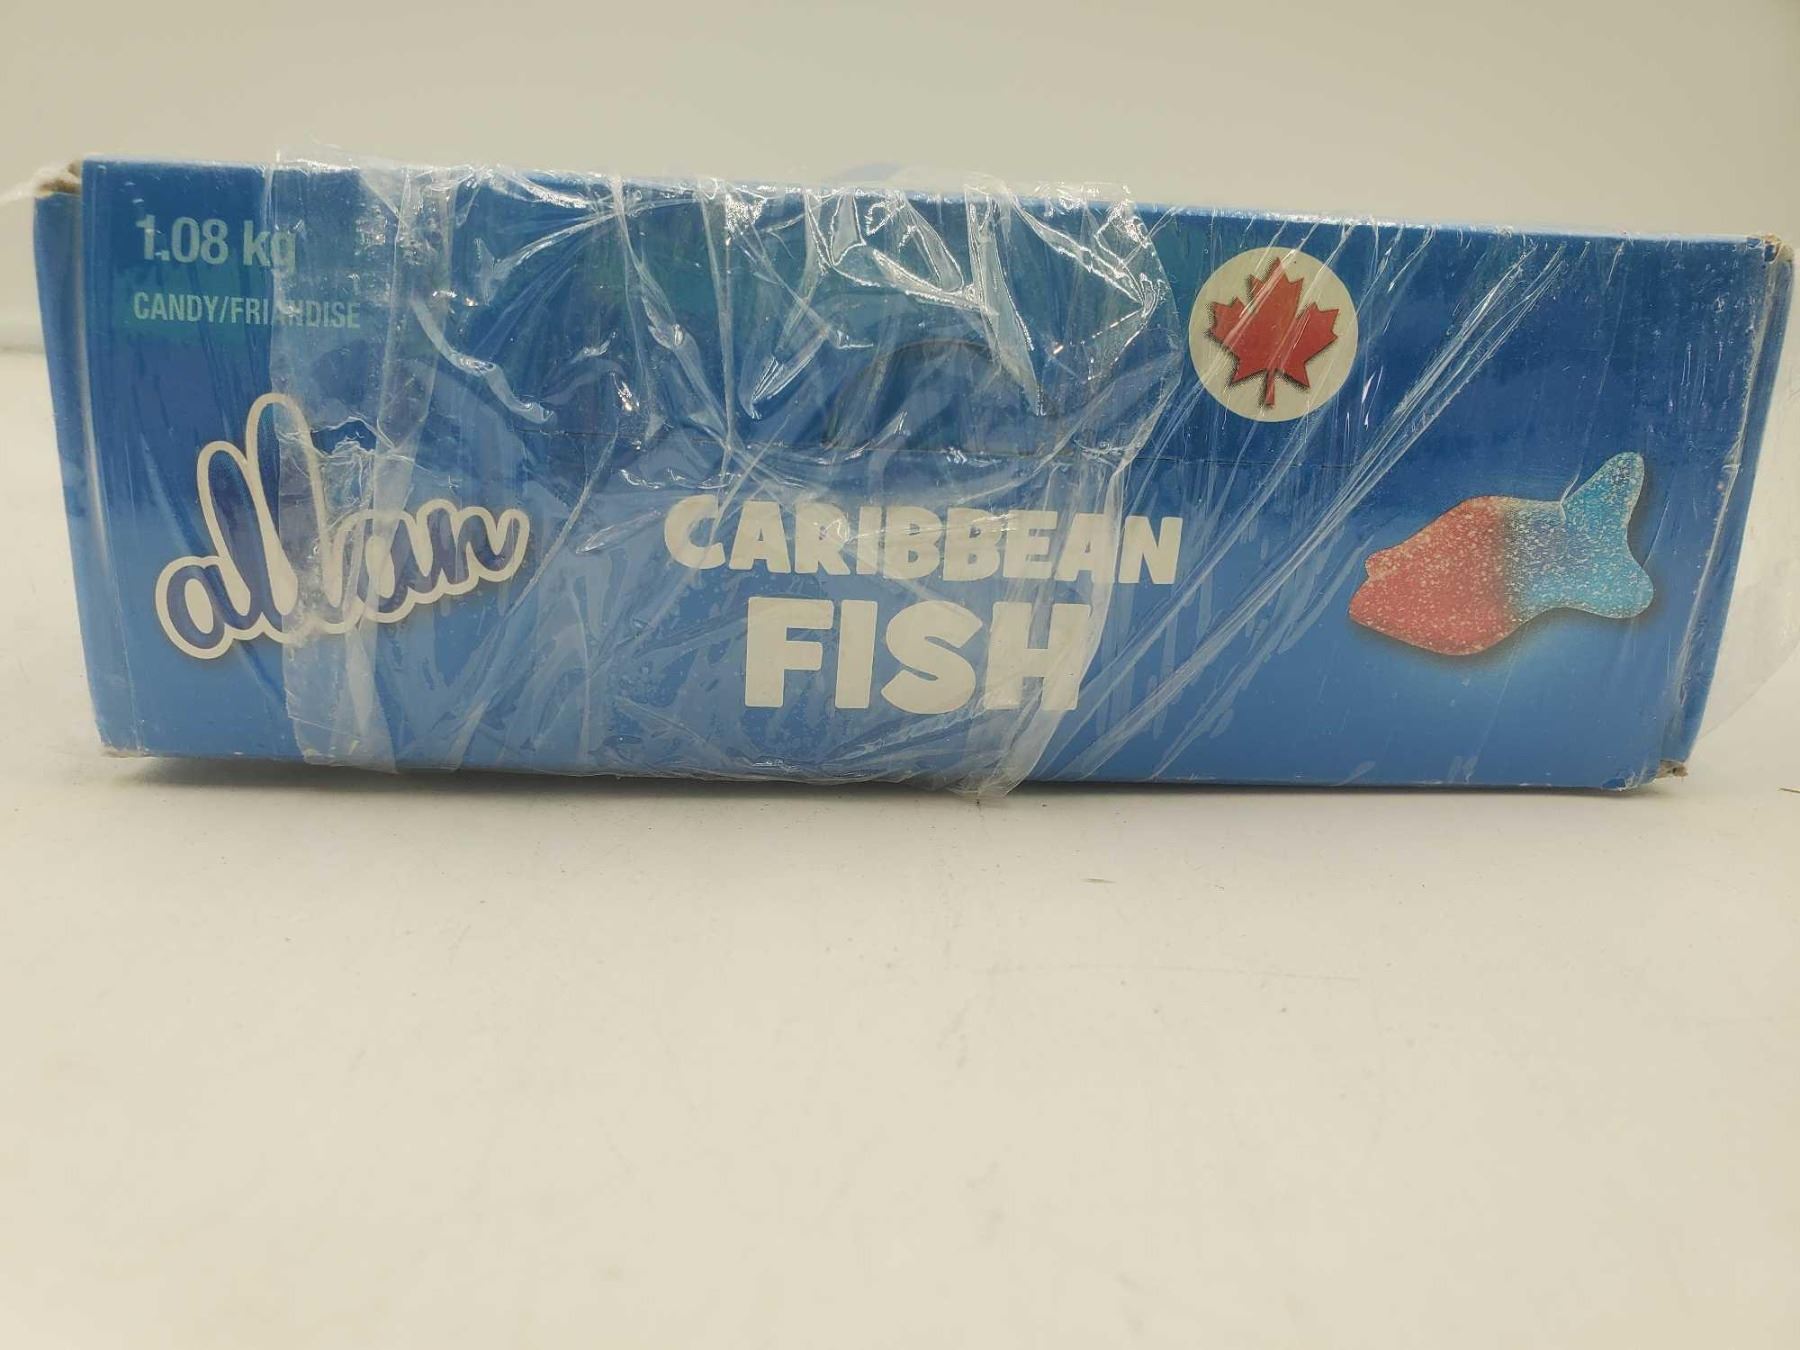 1.08 kg
CANDY/FRIANDISE
allan
CARIBBEAN
FISH